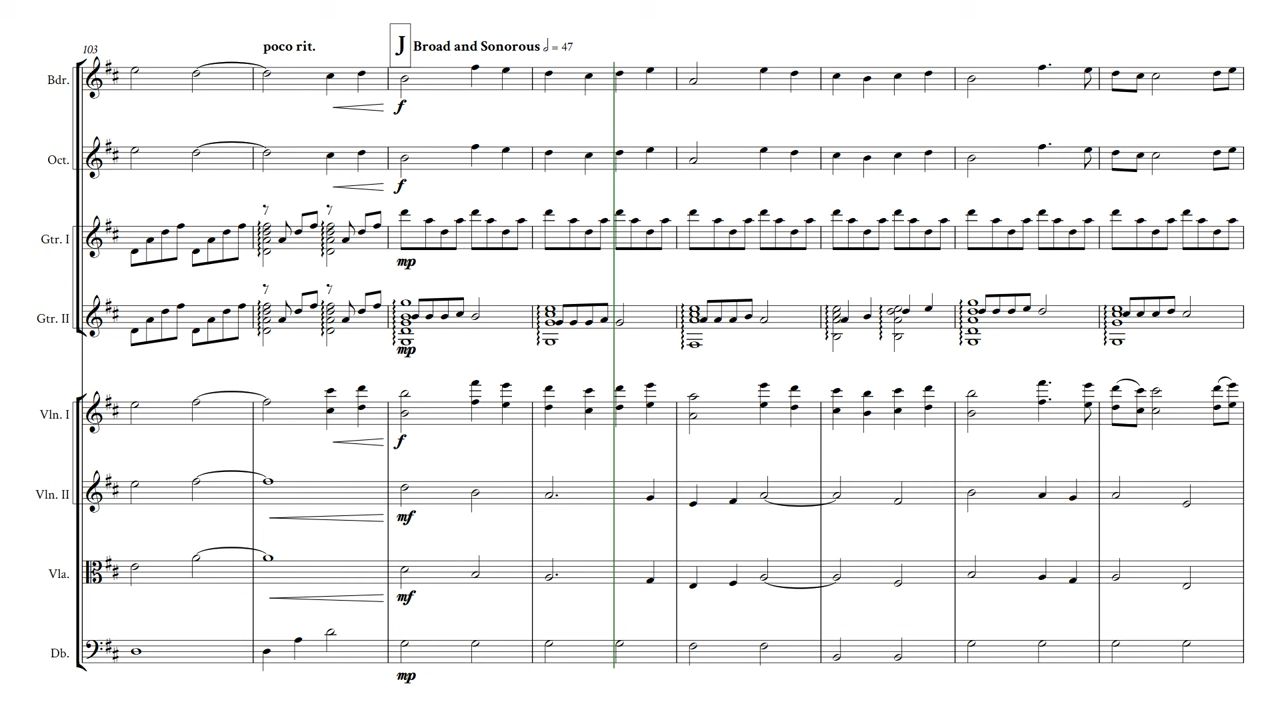 103
poco rit.
J Broad and Sonorous 𝅗𝅥 = 47
Bdr.
f
Oct.
f
Gtr. I
mp
Gtr. II
mp
Vln. I
f
Vln. II
mf
Vla.
mf
Db.
mp